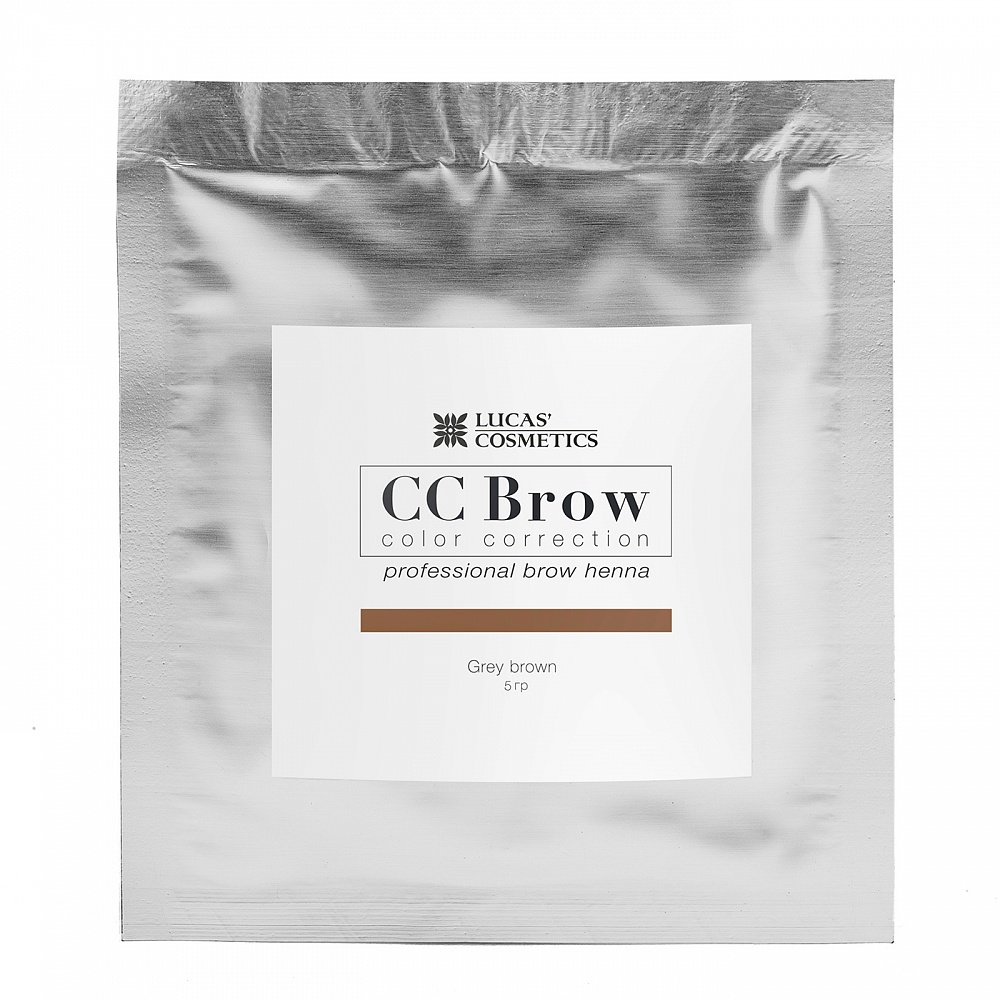 LUCAS’
COSMETICS
CC Brow
color correction
professional brow henna
Grey brown
5 гр